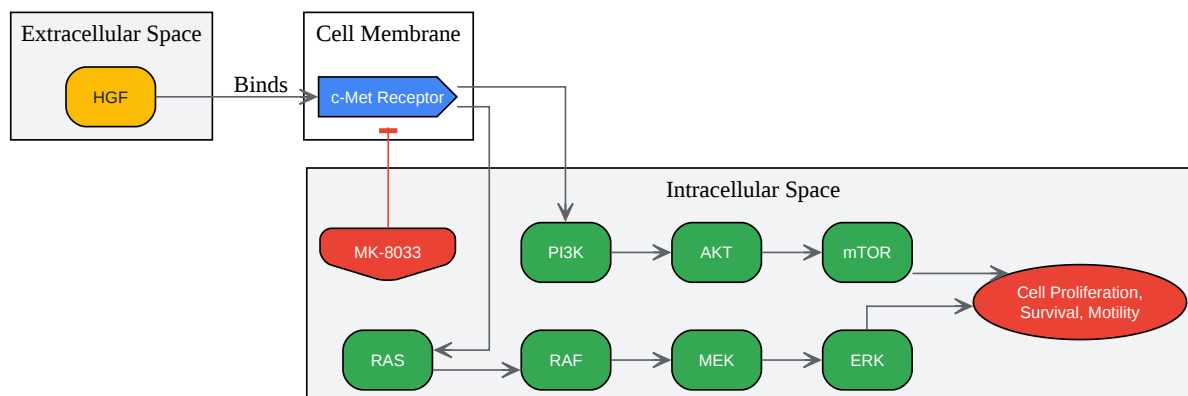 Extracellular Space
Cell Membrane
HGF
Binds
c-Met Receptor
Intracellular Space
MK-8033
PI3K
AKT
mTOR
Cell Proliferation,
Survival, Motility
RAS
RAF
MEK
ERK